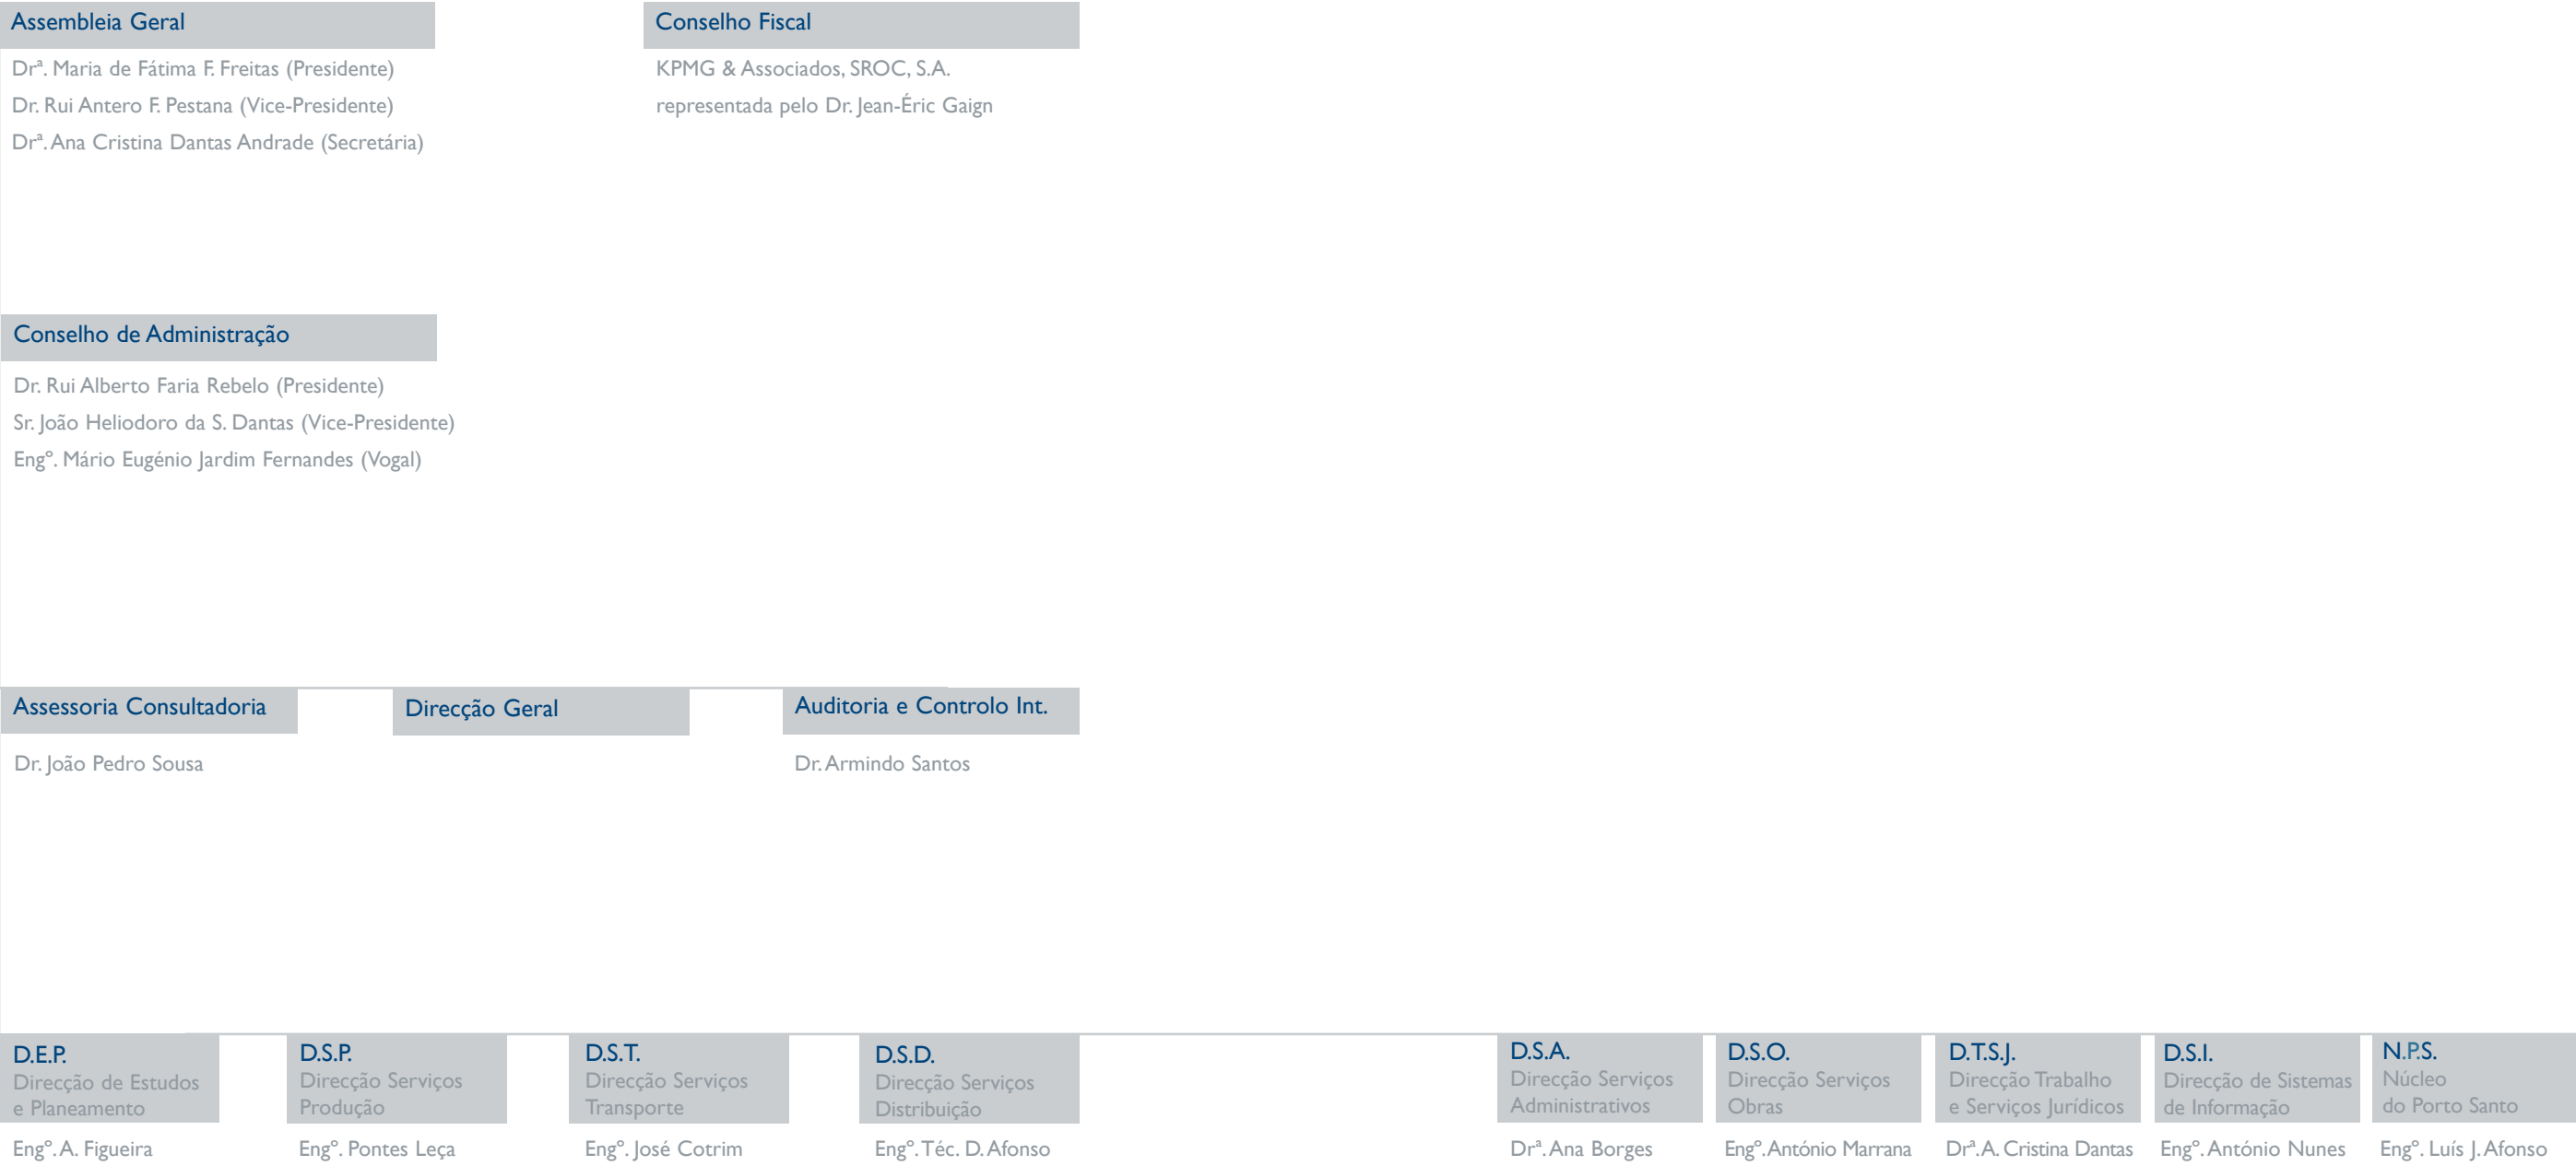 Assembleia Geral
Drª. Maria de Fátima F. Freitas (Presidente)
Dr. Rui Antero F. Pestana (Vice-Presidente)
Drª. Ana Cristina Dantas Andrade (Secretária)
Conselho Fiscal
KPMG & Associados, SROC, S.A.
representada pelo Dr. Jean-Éric Gaign
Conselho de Administração
Dr. Rui Alberto Faria Rebelo (Presidente)
Sr. João Heliodoro da S. Dantas (Vice-Presidente)
Engº. Mário Eugénio Jardim Fernandes (Vogal)
Assessoria Consultadoria
Dr. João Pedro Sousa
Direcção Geral
Auditoria e Controlo Int.
Dr. Armindo Santos
D.E.P.
Direcção de Estudos
e Planeamento
Engº. A. Figueira
D.S.P.
Direcção Serviços
Produção
Engº. Pontes Leça
D.S.T.
Direcção Serviços
Transporte
Engº. José Cotrim
D.S.D.
Direcção Serviços
Distribuição
Engº. Téc. D. Afonso
D.S.A.
Direcção Serviços
Administrativos
Drª. Ana Borges
D.S.O.
Direcção Serviços
Obras
Engº. António Marrana
D.T.S.J.
Direcção Trabalho
e Serviços Jurídicos
Drª. A. Cristina Dantas
D.S.I.
Direcção de Sistemas
de Informação
Engº. António Nunes
N.P.S.
Núcleo
do Porto Santo
Engº. Luís J. Afonso